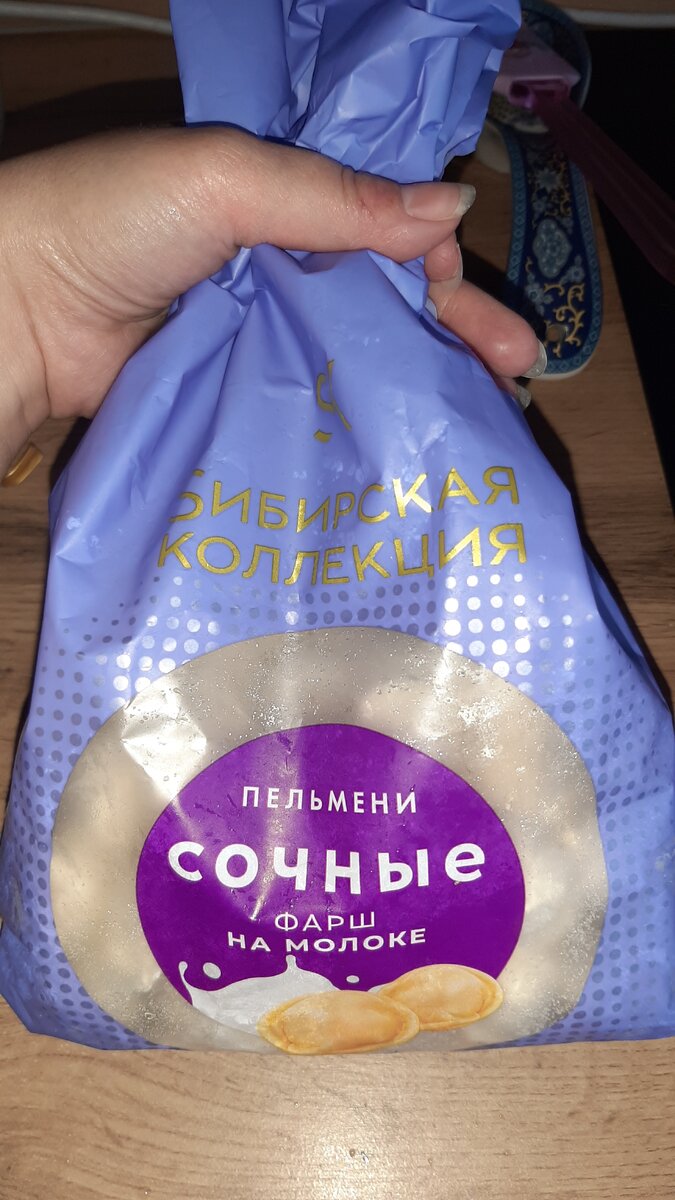 СИБИРСКАЯ
КОЛЛЕКЦИЯ
ПЕЛЬМЕНИ
СОЧНЫЕ
ФАРШ
НА МОЛОКЕ